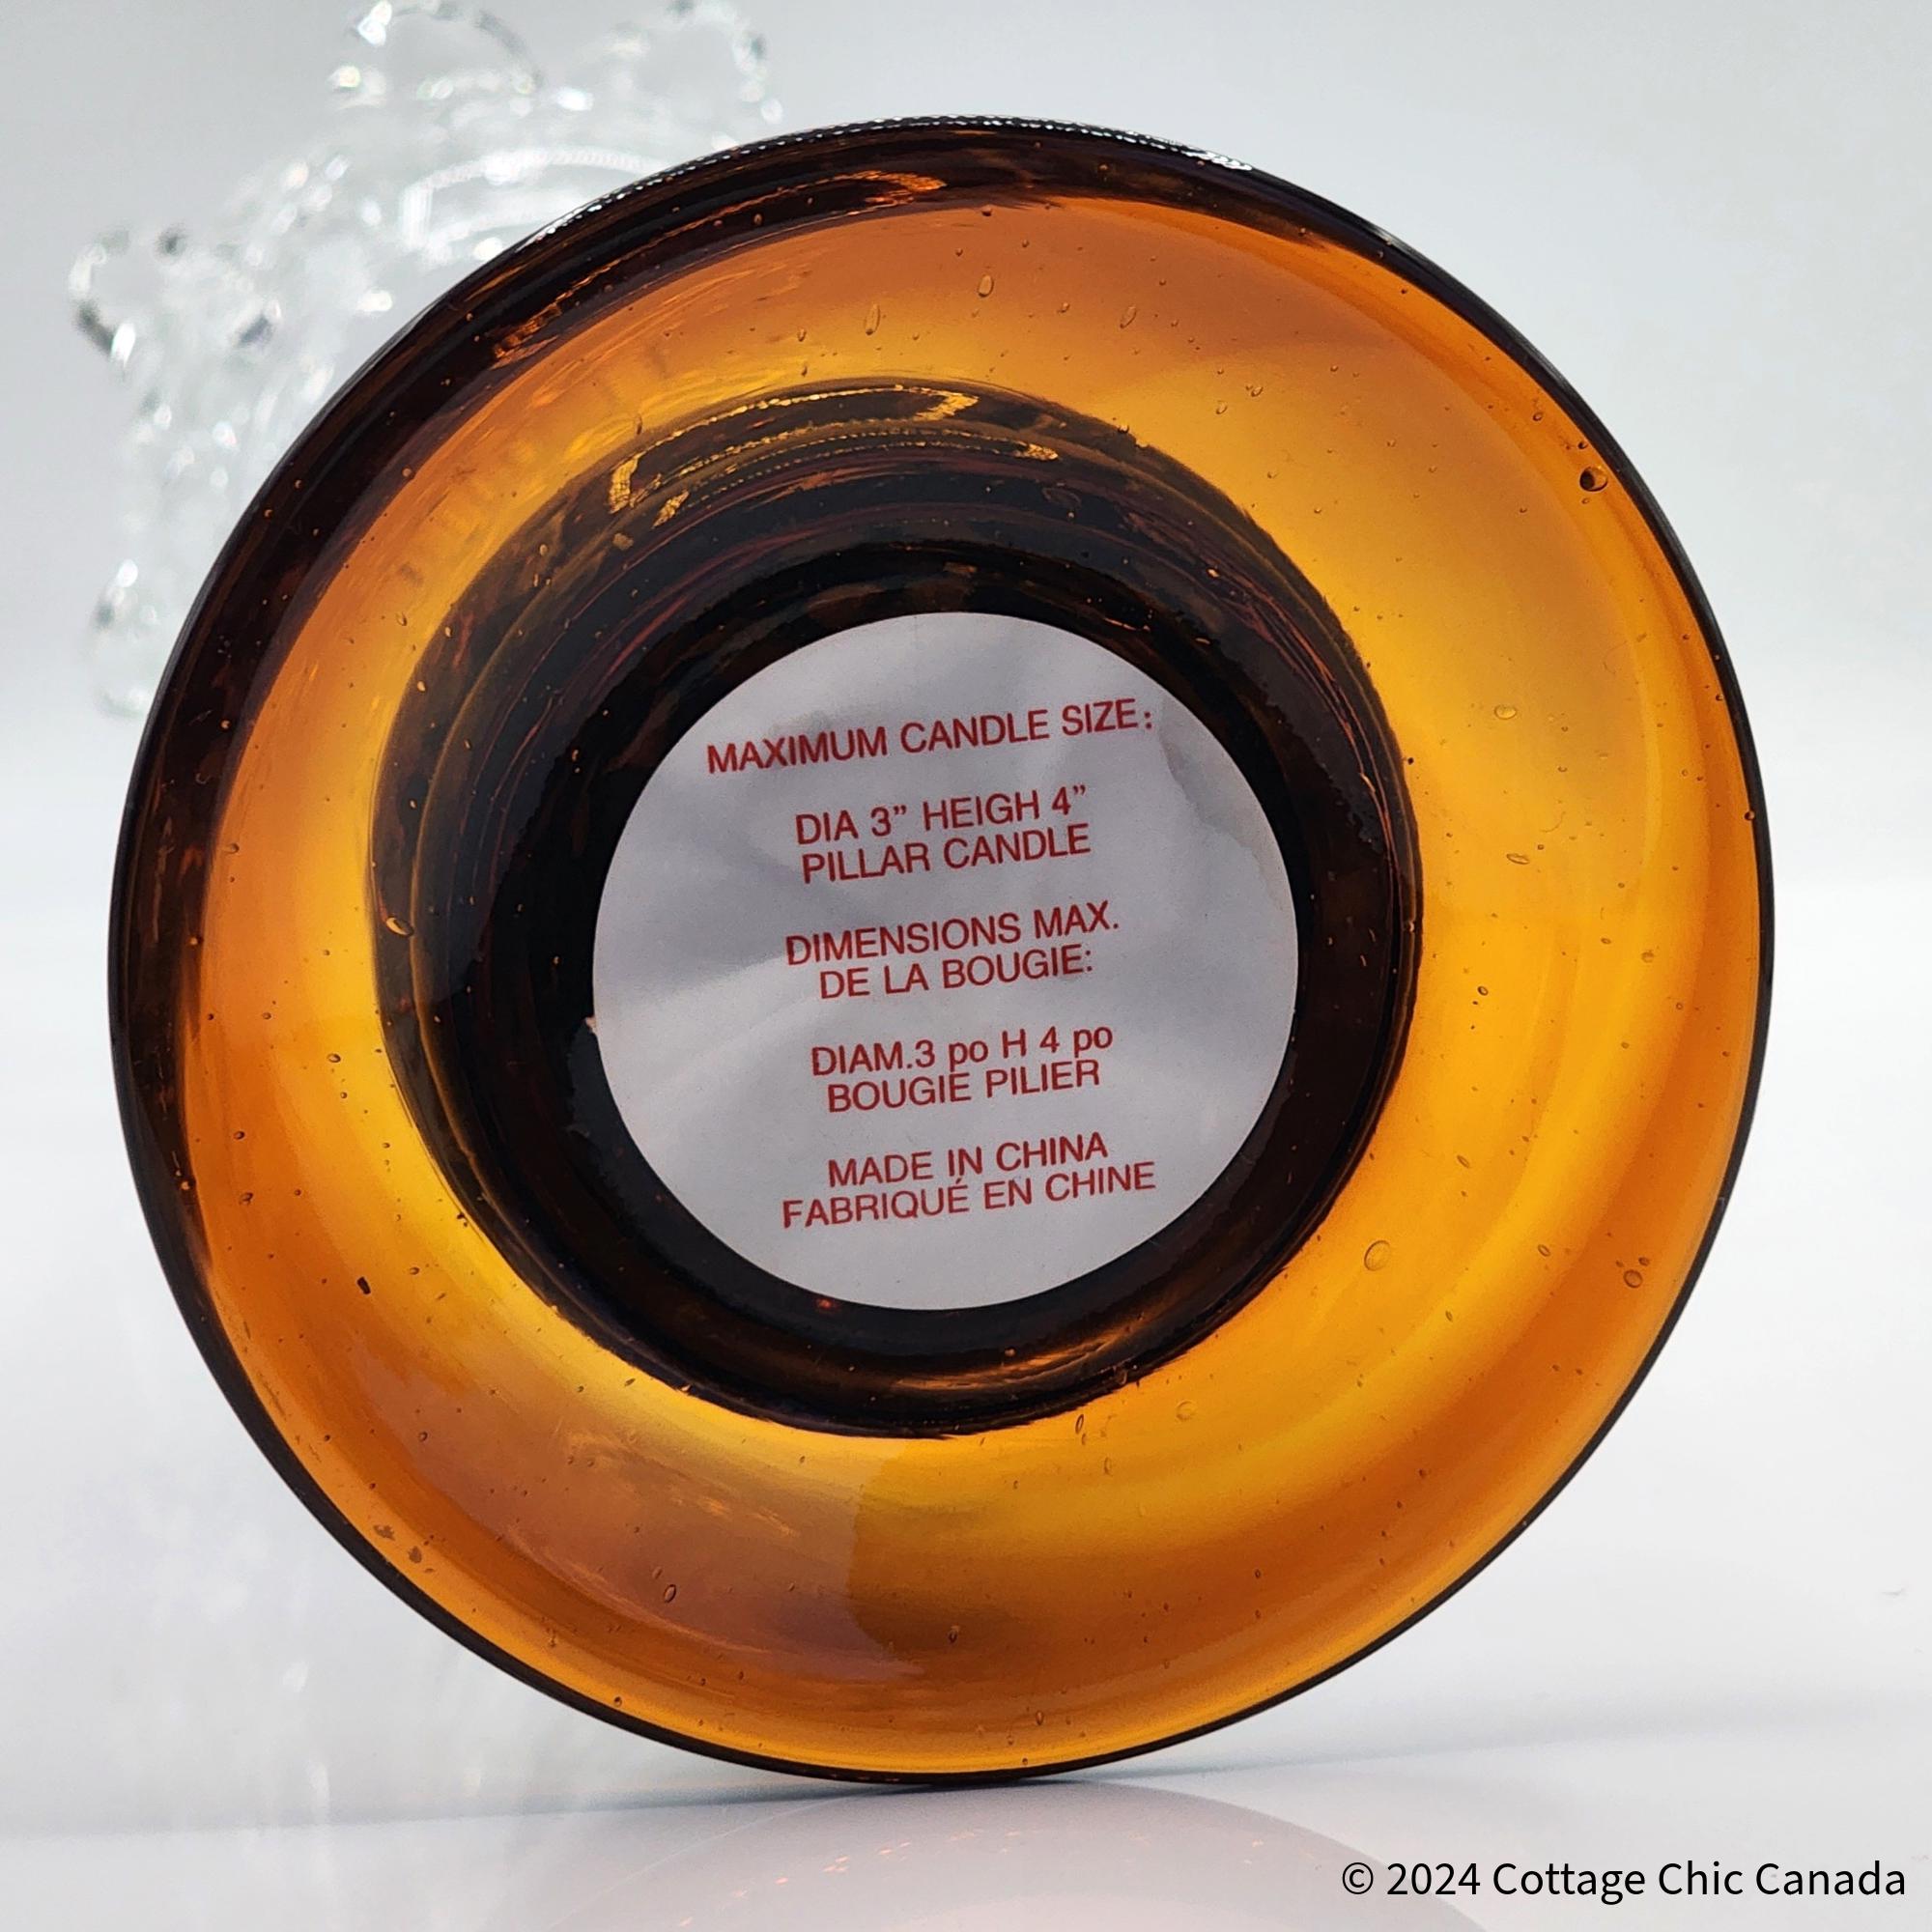 MAXIMUM CANDLE SIZE:
DIA 3” HEIGH 4”
PILLAR CANDLE
DIMENSIONS MAX.
DE LA BOUGIE:
DIAM.3 po H 4 po
BOUGIE PILIER
MADE IN CHINA
FABRIQUÉ EN CHINE
© 2024 Cottage Chic Canada